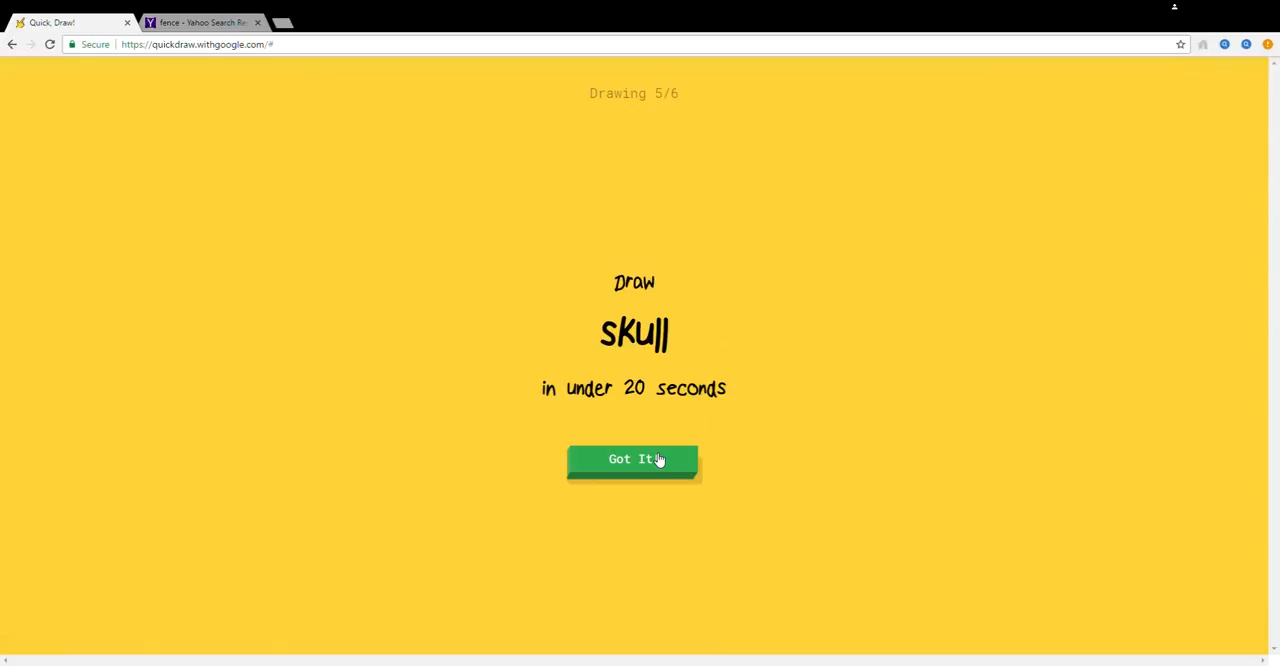 Quick, Draw!
fence - Yahoo Search Re
Secure
https://quickdraw.withgoogle.com/#
Drawing 5/6
Draw
skull
in under 20 seconds
Got It!